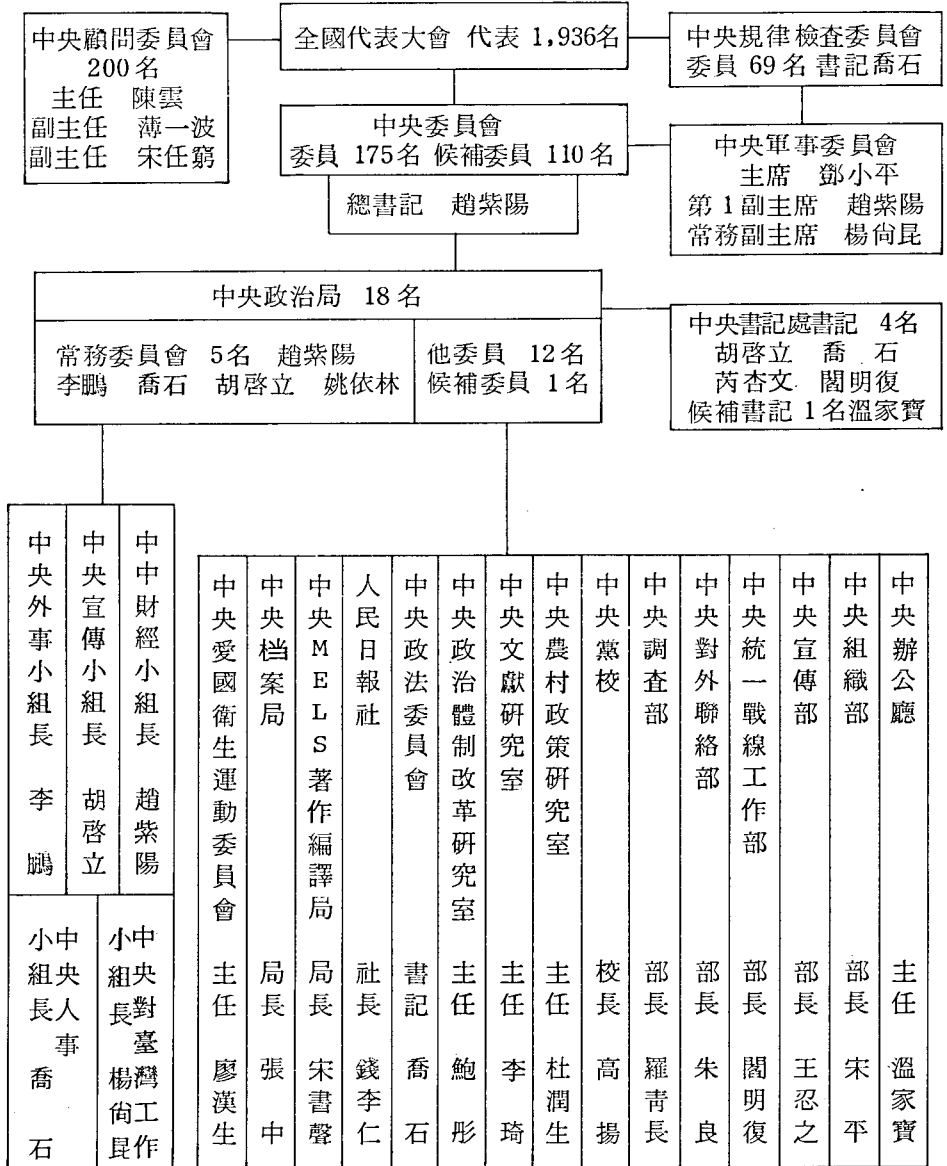 中央顧問委員會
200名
主任 陳雲
副主任 薄一波
副主任 宋任窮
全國代表大會 代表 1,936名
中央規律檢査委員會
委員 69名 書記喬石
中央委員會
委員 175名 候補委員 110名
總書記 趙紫陽
中央軍事委員會
主席 鄧小平
第1副主席 趙紫陽
常務副主席 楊尙昆
中央政治局 18名
常務委員會 5名 趙紫陽
李鵬 喬石 胡啓立 姚依林
他委員 12名
候補委員 1名
中央書記處書記 4名
胡啓立 喬 石
芮杏文 閻明復
候補書記 1名溫家寶
中央外事小組長 李 鵬
中央宣傳小組長 胡啓立
中中財經小組長 趙紫陽
中央人事
小組長 喬 石
中央對臺灣工作
小組長 楊尙昆
中央愛國衛生運動委員會 主任 廖漢生
中央档案局 局長 張 中
中央MELS著作編譯局 局長 宋書聲
人民日報社 社長 錢李仁
中央政法委員會 書記 喬 石
中央政治體制改革硏究室 主任 鮑 彤
中央文獻硏究室 主任 李 琦
中央農村政策硏究室 主任 杜潤生
中央黨校 校長 高 揚
中央調査部 部長 羅靑長
中央對外聯絡部 部長 朱 良
中央統一戰線工作部 部長 閻明復
中央宣傳部 部長 王忍之
中央組織部 部長 宋 平
中央辦公廳 主任 溫家寶